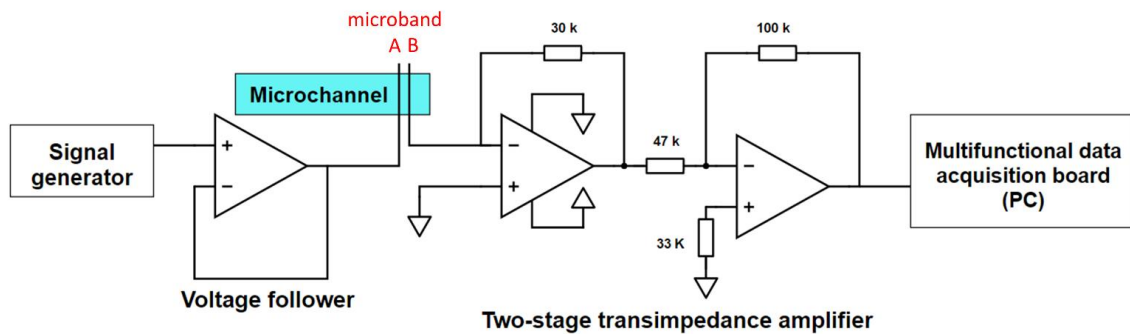 microband
A B
30 k
100 k
Microchannel
Signal
generator
+
−
−
+
47 k
−
+
33 K
Multifunctional data
acquisition board
(PC)
Voltage follower
Two-stage transimpedance amplifier